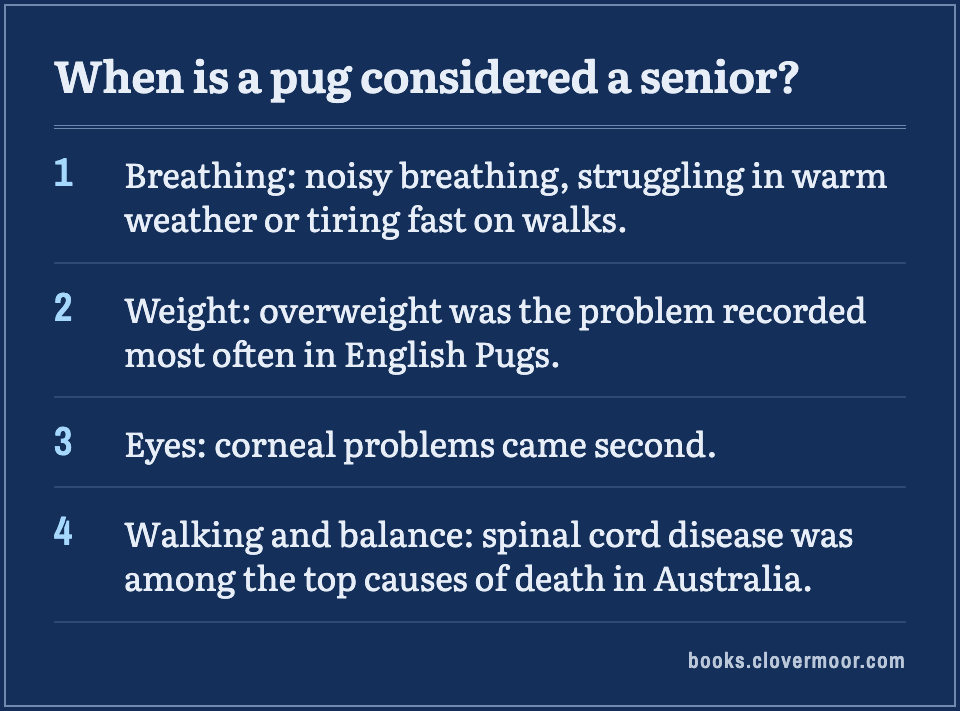 When is a pug considered a senior?
1 Breathing: noisy breathing, struggling in warm
weather or tiring fast on walks.
2 Weight: overweight was the problem recorded
most often in English Pugs.
3 Eyes: corneal problems came second.
4 Walking and balance: spinal cord disease was
among the top causes of death in Australia.
books.clovermoor.com